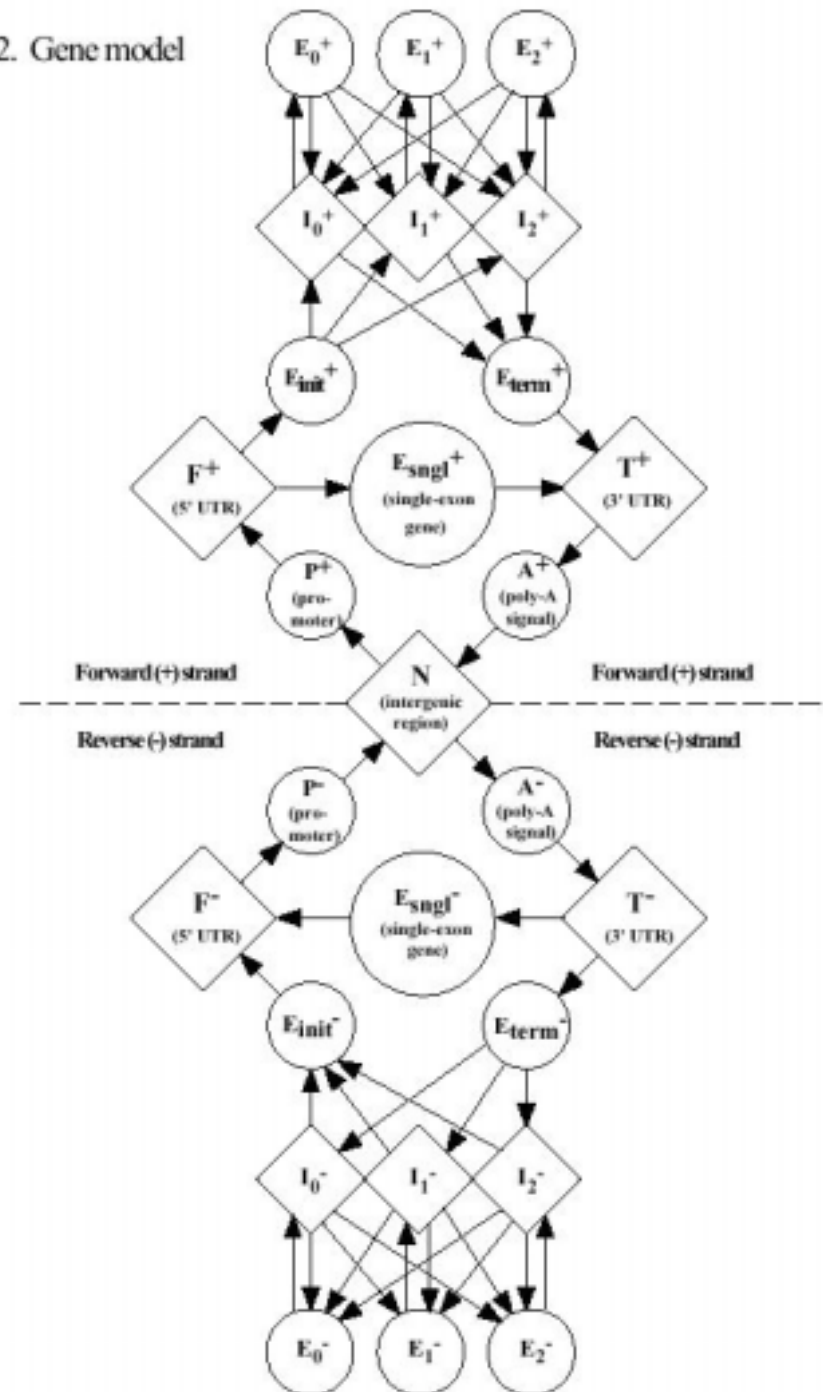 2. Gene model
E₀⁺ E₁⁺ E₂⁺
I₀⁺ I₁⁺ I₂⁺
Einit⁺ Eterm⁺
F⁺
(5' UTR)
Esngl⁺
(single-exon
gene)
T⁺
(3' UTR)
P⁺
(pro-
moter)
A⁺
(poly-A
signal)
Forward (+) strand
N
(intergenic
region)
Forward (+) strand
Reverse (-) strand
Reverse (-) strand
P⁻
(pro-
moter)
A⁻
(poly-A
signal)
F⁻
(5' UTR)
Esngl⁻
(single-exon
gene)
T⁻
(3' UTR)
Einit⁻ Eterm⁻
I₀⁻ I₁⁻ I₂⁻
E₀⁻ E₁⁻ E₂⁻